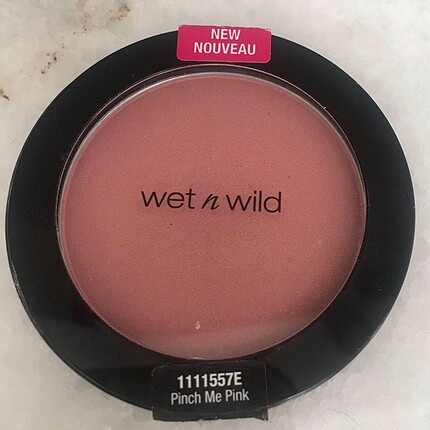 NEW
NOUVEAU
wet n wild
1111557E
Pinch Me Pink